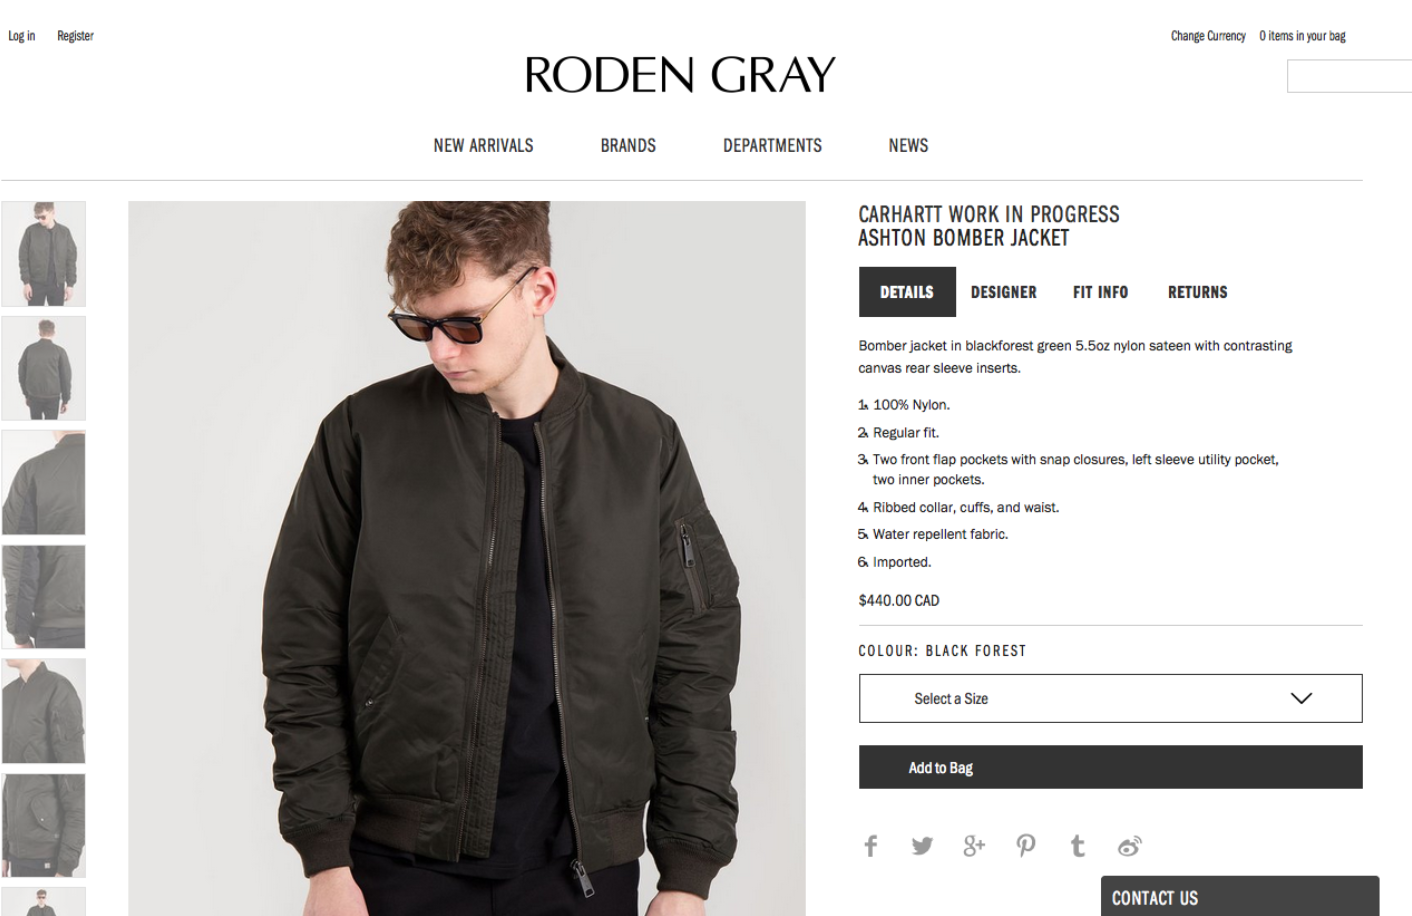 Log in Register
Change Currency 0 items in your bag
RODEN GRAY
NEW ARRIVALS BRANDS DEPARTMENTS NEWS
CARHARTT WORK IN PROGRESS
ASHTON BOMBER JACKET
DETAILS DESIGNER FIT INFO RETURNS
Bomber jacket in blackforest green 5.5oz nylon sateen with contrasting
canvas rear sleeve inserts.
1. 100% Nylon.
2. Regular fit.
3. Two front flap pockets with snap closures, left sleeve utility pocket,
two inner pockets.
4. Ribbed collar, cuffs, and waist.
5. Water repellent fabric.
6. Imported.
$440.00 CAD
COLOUR: BLACK FOREST
Select a Size
Add to Bag
CONTACT US